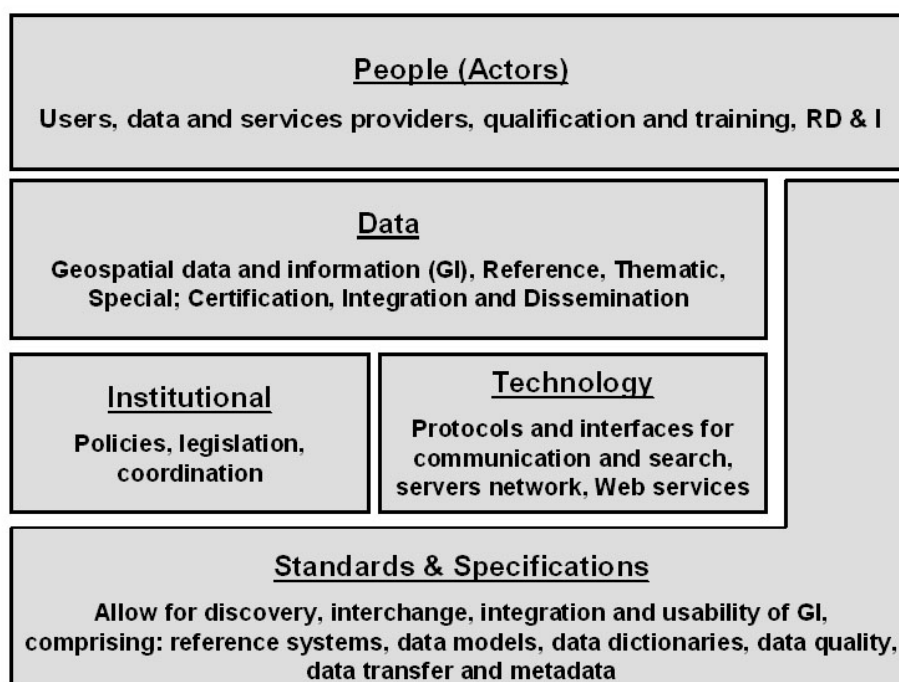 People (Actors)
Users, data and services providers, qualification and training, RD & I
Data
Geospatial data and information (GI), Reference, Thematic,
Special; Certification, Integration and Dissemination
Institutional
Policies, legislation,
coordination
Technology
Protocols and interfaces for
communication and search,
servers network, Web services
Standards & Specifications
Allow for discovery, interchange, integration and usability of GI,
comprising: reference systems, data models, data dictionaries, data quality,
data transfer and metadata